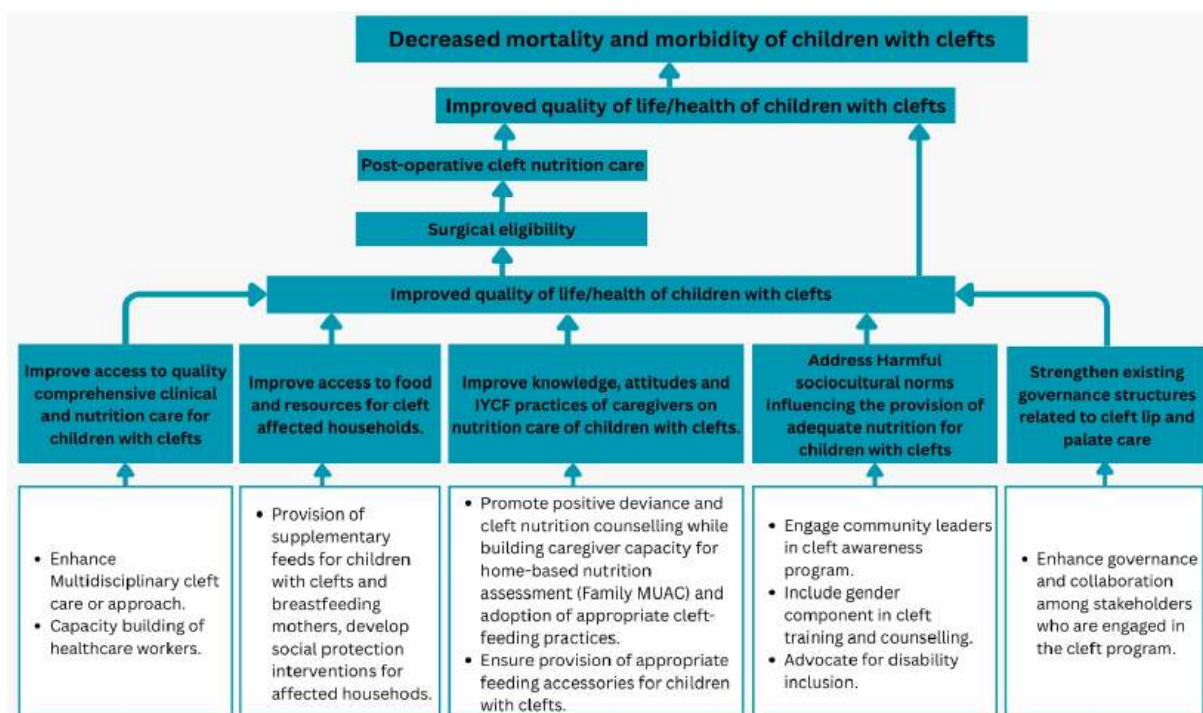 Decreased mortality and morbidity of children with clefts
Improved quality of life/health of children with clefts
Post-operative cleft nutrition care
Surgical eligibility
Improved quality of life/health of children with clefts
Improve access to quality
comprehensive clinical
and nutrition care for
children with clefts
Improve access to food
and resources for cleft
affected households.
Improve knowledge, attitudes and
IYCF practices of caregivers on
nutrition care of children with clefts.
Address Harmful
sociocultural norms
influencing the provision of
adequate nutrition for
children with clefts
Strengthen existing
governance structures
related to cleft lip and
palate care
• Enhance
Multidisciplinary cleft
care or approach.
• Capacity building of
healthcare workers.
• Provision of
supplementary
feeds for children
with clefts and
breastfeeding
mothers, develop
social protection
interventions for
affected househods.
• Promote positive deviance and
cleft nutrition counselling while
building caregiver capacity for
home-based nutrition
assessment (Family MUAC) and
adoption of appropriate cleft-
feeding practices.
• Ensure provision of appropriate
feeding accessories for children
with clefts.
• Engage community leaders
in cleft awareness
program.
• Include gender
component in cleft
training and counselling.
• Advocate for disability
inclusion.
• Enhance governance
and collaboration
among stakeholders
who are engaged in
the cleft program.